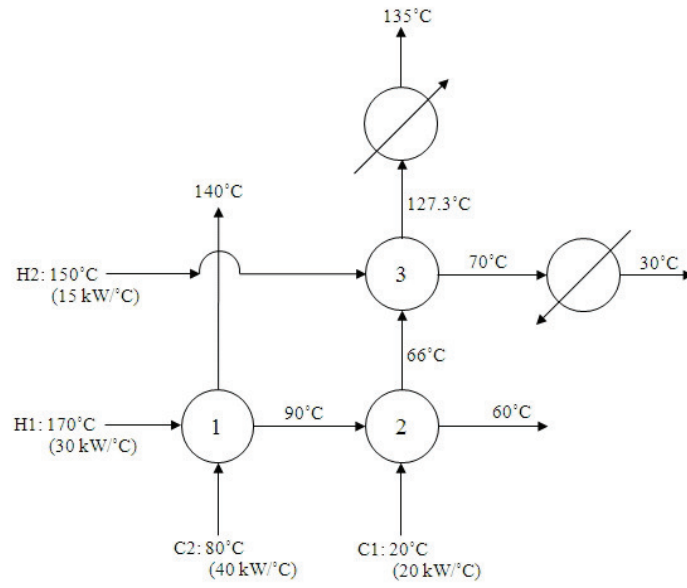 135˚C
140˚C
127.3˚C
H2: 150˚C
(15 kW/˚C)
3
70˚C
30˚C
66˚C
H1: 170˚C
(30 kW/˚C)
1
90˚C
2
60˚C
C2: 80˚C
(40 kW/˚C)
C1: 20˚C
(20 kW/˚C)